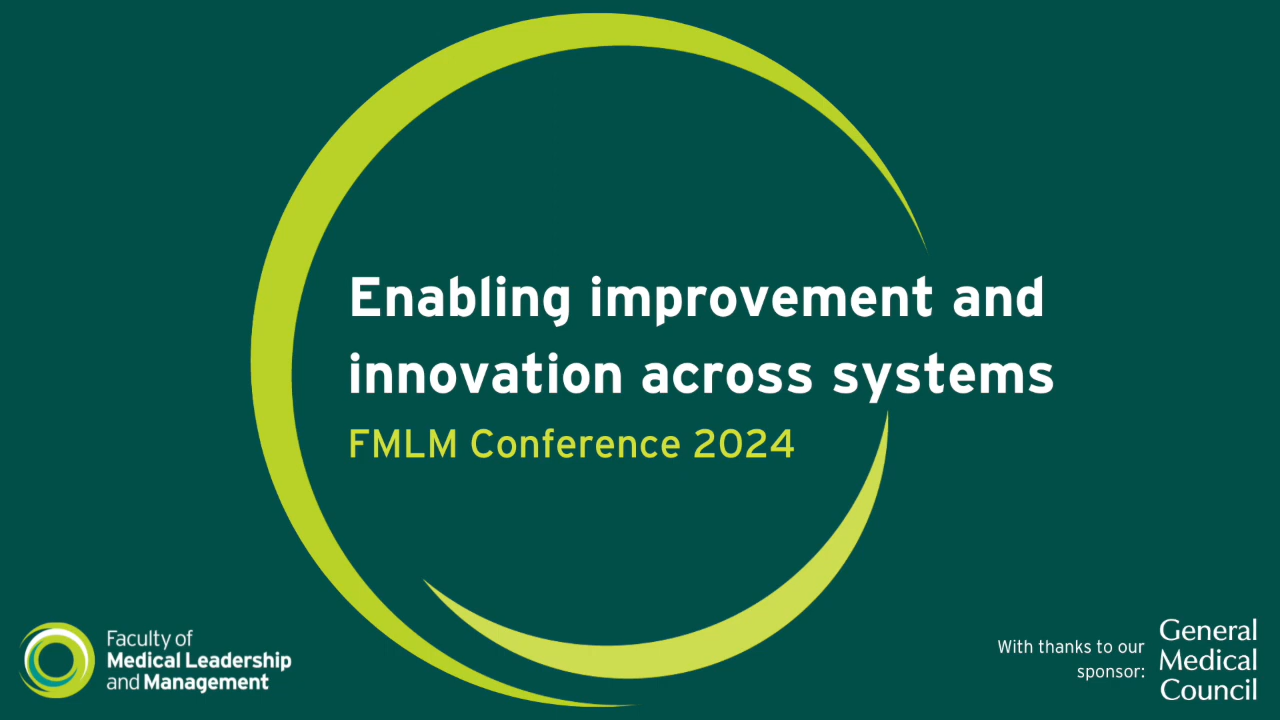 Enabling improvement and
innovation across systems
FMLM Conference 2024
Faculty of
Medical Leadership
and Management
With thanks to our
sponsor:
General
Medical
Council